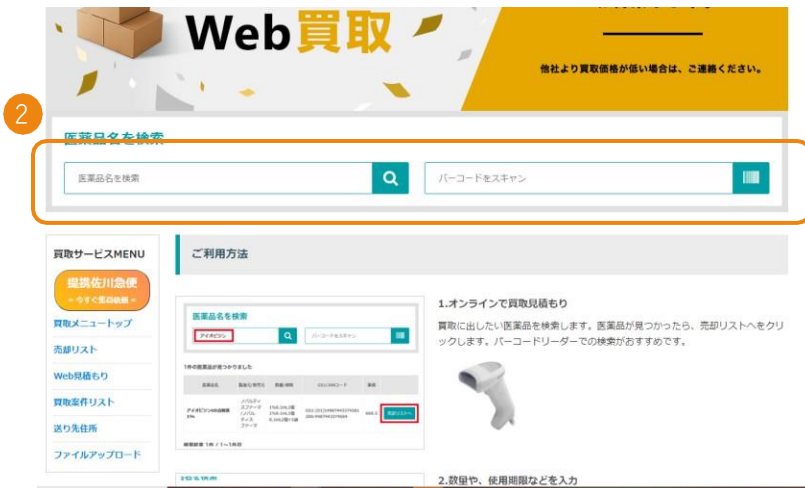 Web買取
他社より買取価格が低い場合は、ご連絡ください。
2
医薬品名を検索
医薬品名を検索
バーコードをスキャン
買取サービスMENU
提携佐川急便
買取メニュートップ
売却リスト
Web見積もり
買取案件リスト
送り先住所
ファイルアップロード
ご利用方法
医薬品名を検索
アイオピジン
バーコードをスキャン
1件の医薬品が見つかりました
売却リストへ
1.オンラインで買取見積もり
買取に出したい医薬品を検索します。医薬品が見つかったら、売却リストへをクリ
ックします。バーコードリーダーでの検索がおすすめです。
2.数量や、使用期限などを入力